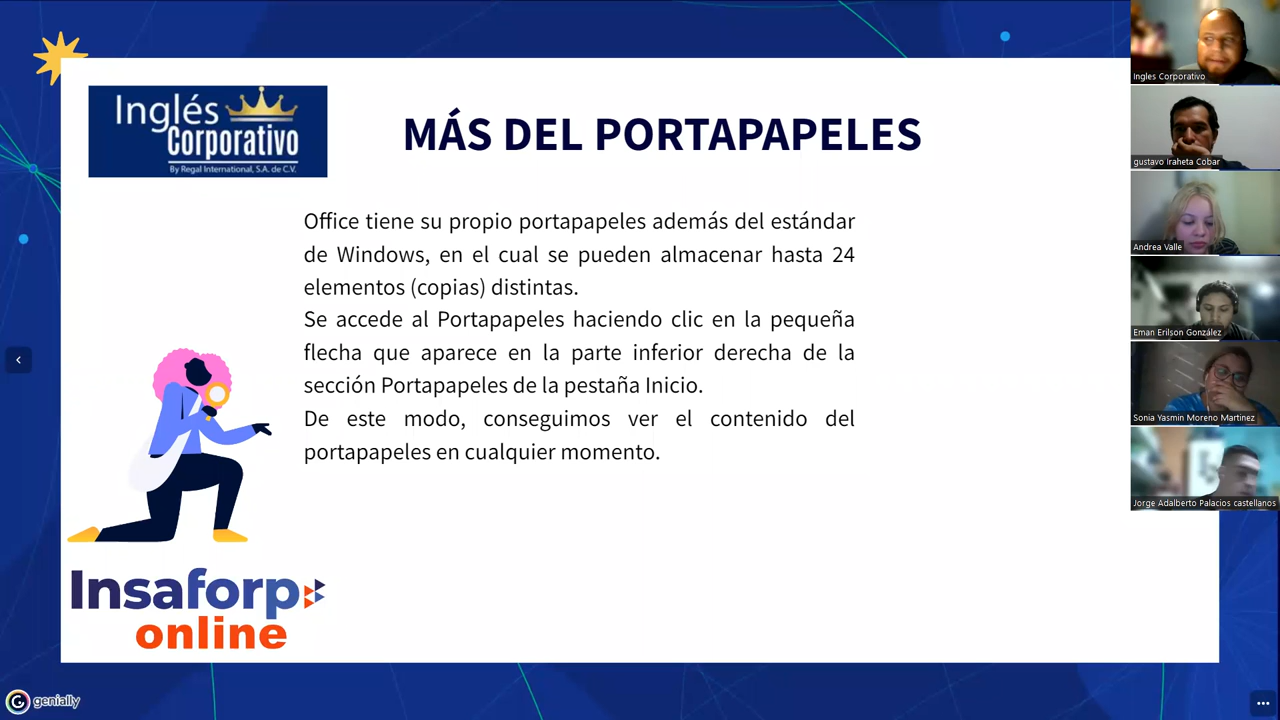 Inglés
Corporativo
By Regal International, S.A. de C.V.
MÁS DEL PORTAPAPELES
Office tiene su propio portapapeles además del estándar
de Windows, en el cual se pueden almacenar hasta 24
elementos (copias) distintas.
Se accede al Portapapeles haciendo clic en la pequeña
flecha que aparece en la parte inferior derecha de la
sección Portapapeles de la pestaña Inicio.
De este modo, conseguimos ver el contenido del
portapapeles en cualquier momento.
Insaforp
online
genially
Ingles Corporativo
gustavo Iraheta Cobar
Andrea Valle
Eman Erilson González
Sonia Yasmin Moreno Martinez
Jorge Adalberto Palacios castellanos